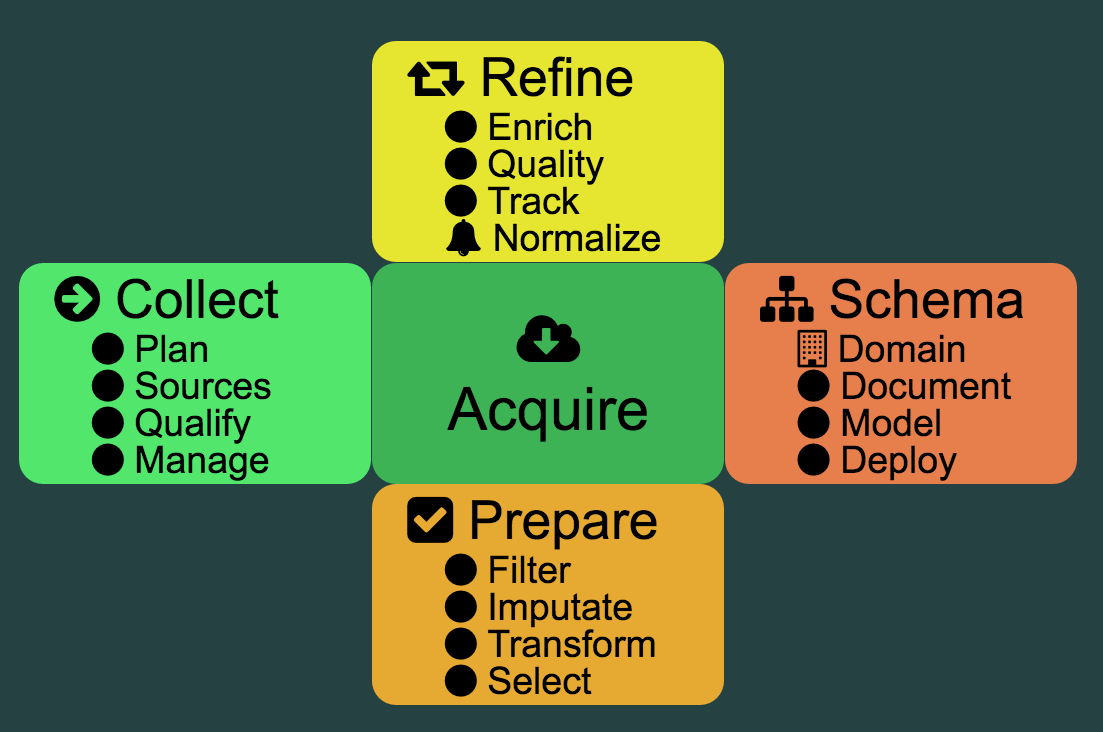 Refine
Enrich
Quality
Track
Normalize
Collect
Plan
Sources
Qualify
Manage
Acquire
Schema
Domain
Document
Model
Deploy
Prepare
Filter
Imputate
Transform
Select